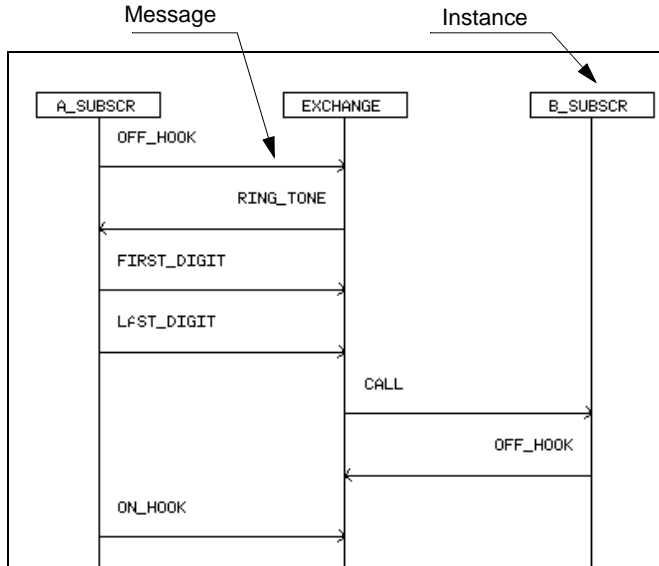 Message
Instance
A_SUBSCR
EXCHANGE
B_SUBSCR
OFF_HOOK
RING_TONE
FIRST_DIGIT
LAST_DIGIT
CALL
OFF_HOOK
ON_HOOK